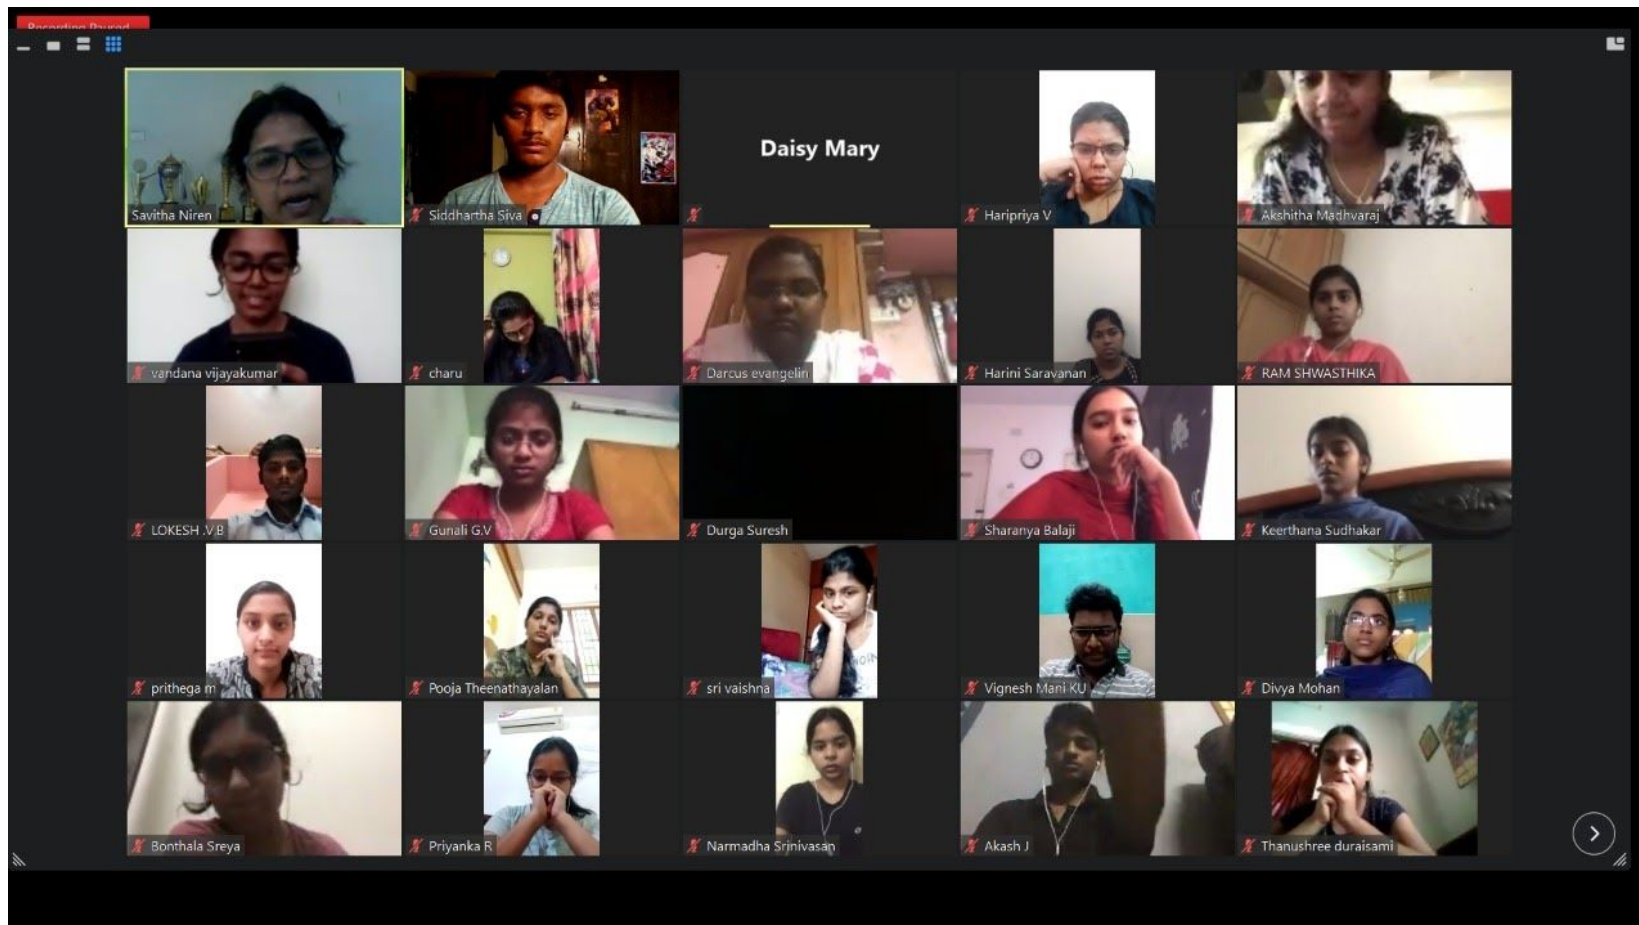 Recording Paused
Savitha Niren
Siddhartha Siva
Daisy Mary
Haripriya V
Akshitha Madhvaraj
vandana vijayakumar
charu
Darcus evangelin
Harini Saravanan
RAM SHWASTHIKA
LOKESH .V.B
Gunali G.V
Durga Suresh
Sharanya Balaji
Keerthana Sudhakar
prithega m
Pooja Theenathayalan
sri vaishna
Vignesh Mani KU
Divya Mohan
Bonthala Sreya
Priyanka R
Narmadha Srinivasan
Akash J
Thanushree duraisami